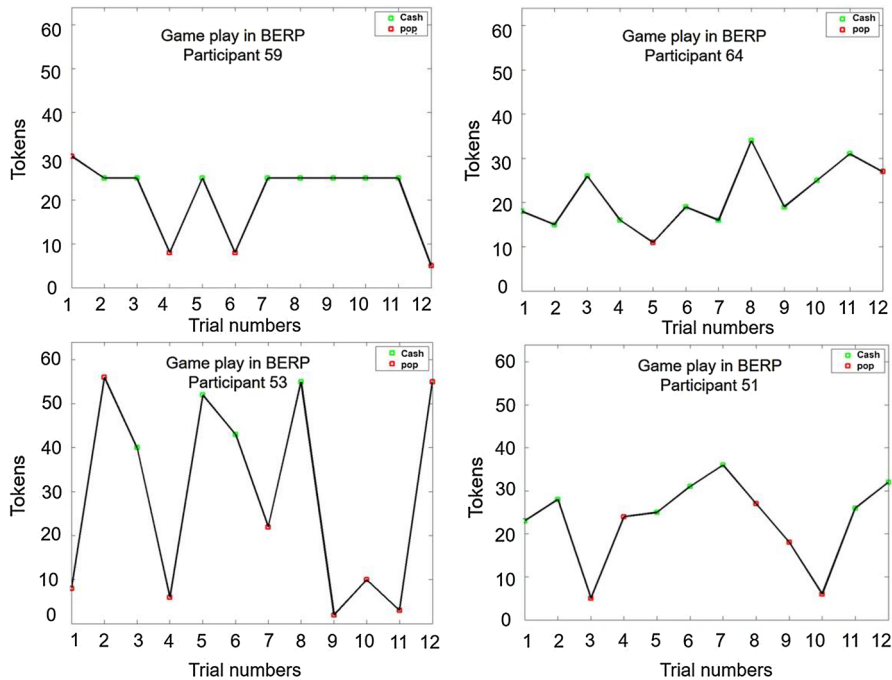 Game play in BERP
Participant 59
Cash
pop
Tokens
60
50
40
30
20
10
0
1 2 3 4 5 6 7 8 9 10 11 12
Trial numbers
Game play in BERP
Participant 64
Cash
pop
Tokens
60
50
40
30
20
10
0
1 2 3 4 5 6 7 8 9 10 11 12
Trial numbers
Game play in BERP
Participant 53
Cash
pop
Tokens
60
50
40
30
20
10
0
1 2 3 4 5 6 7 8 9 10 11 12
Trial numbers
Game play in BERP
Participant 51
Cash
pop
Tokens
60
50
40
30
20
10
0
1 2 3 4 5 6 7 8 9 10 11 12
Trial numbers